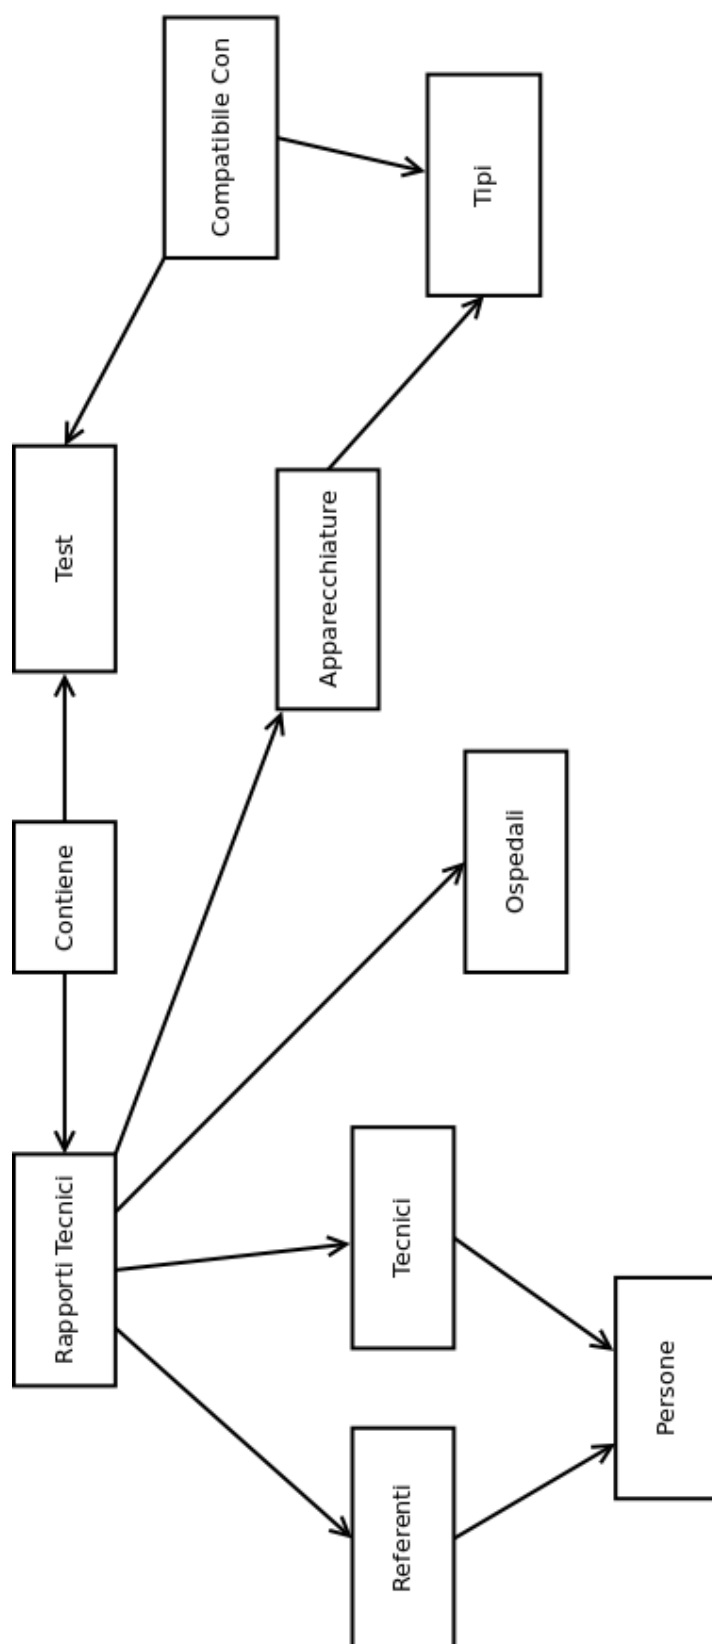 Compatibile Con
Tipi
Test
Apparecchiature
Contiene
Ospedali
Rapporti Tecnici
Tecnici
Persone
Referenti